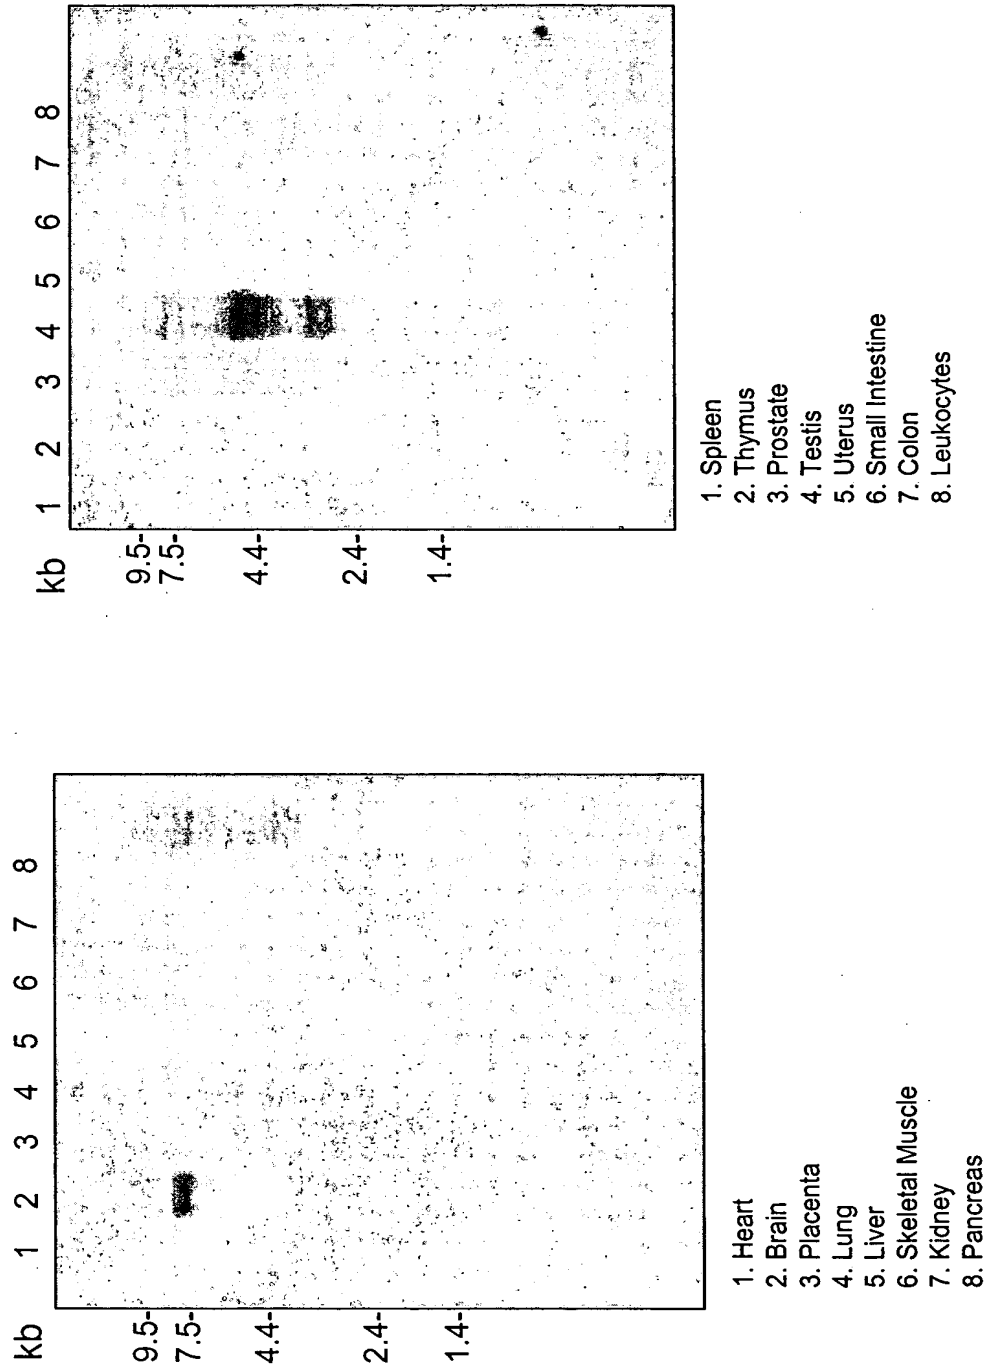 kb
1 2 3 4 5 6 7 8
9.5-
7.5-
4.4-
2.4-
1.4-
1. Heart
2. Brain
3. Placenta
4. Lung
5. Liver
6. Skeletal Muscle
7. Kidney
8. Pancreas
kb
1 2 3 4 5 6 7 8
9.5-
7.5-
4.4-
2.4-
1.4-
1. Spleen
2. Thymus
3. Prostate
4. Testis
5. Uterus
6. Small Intestine
7. Colon
8. Leukocytes